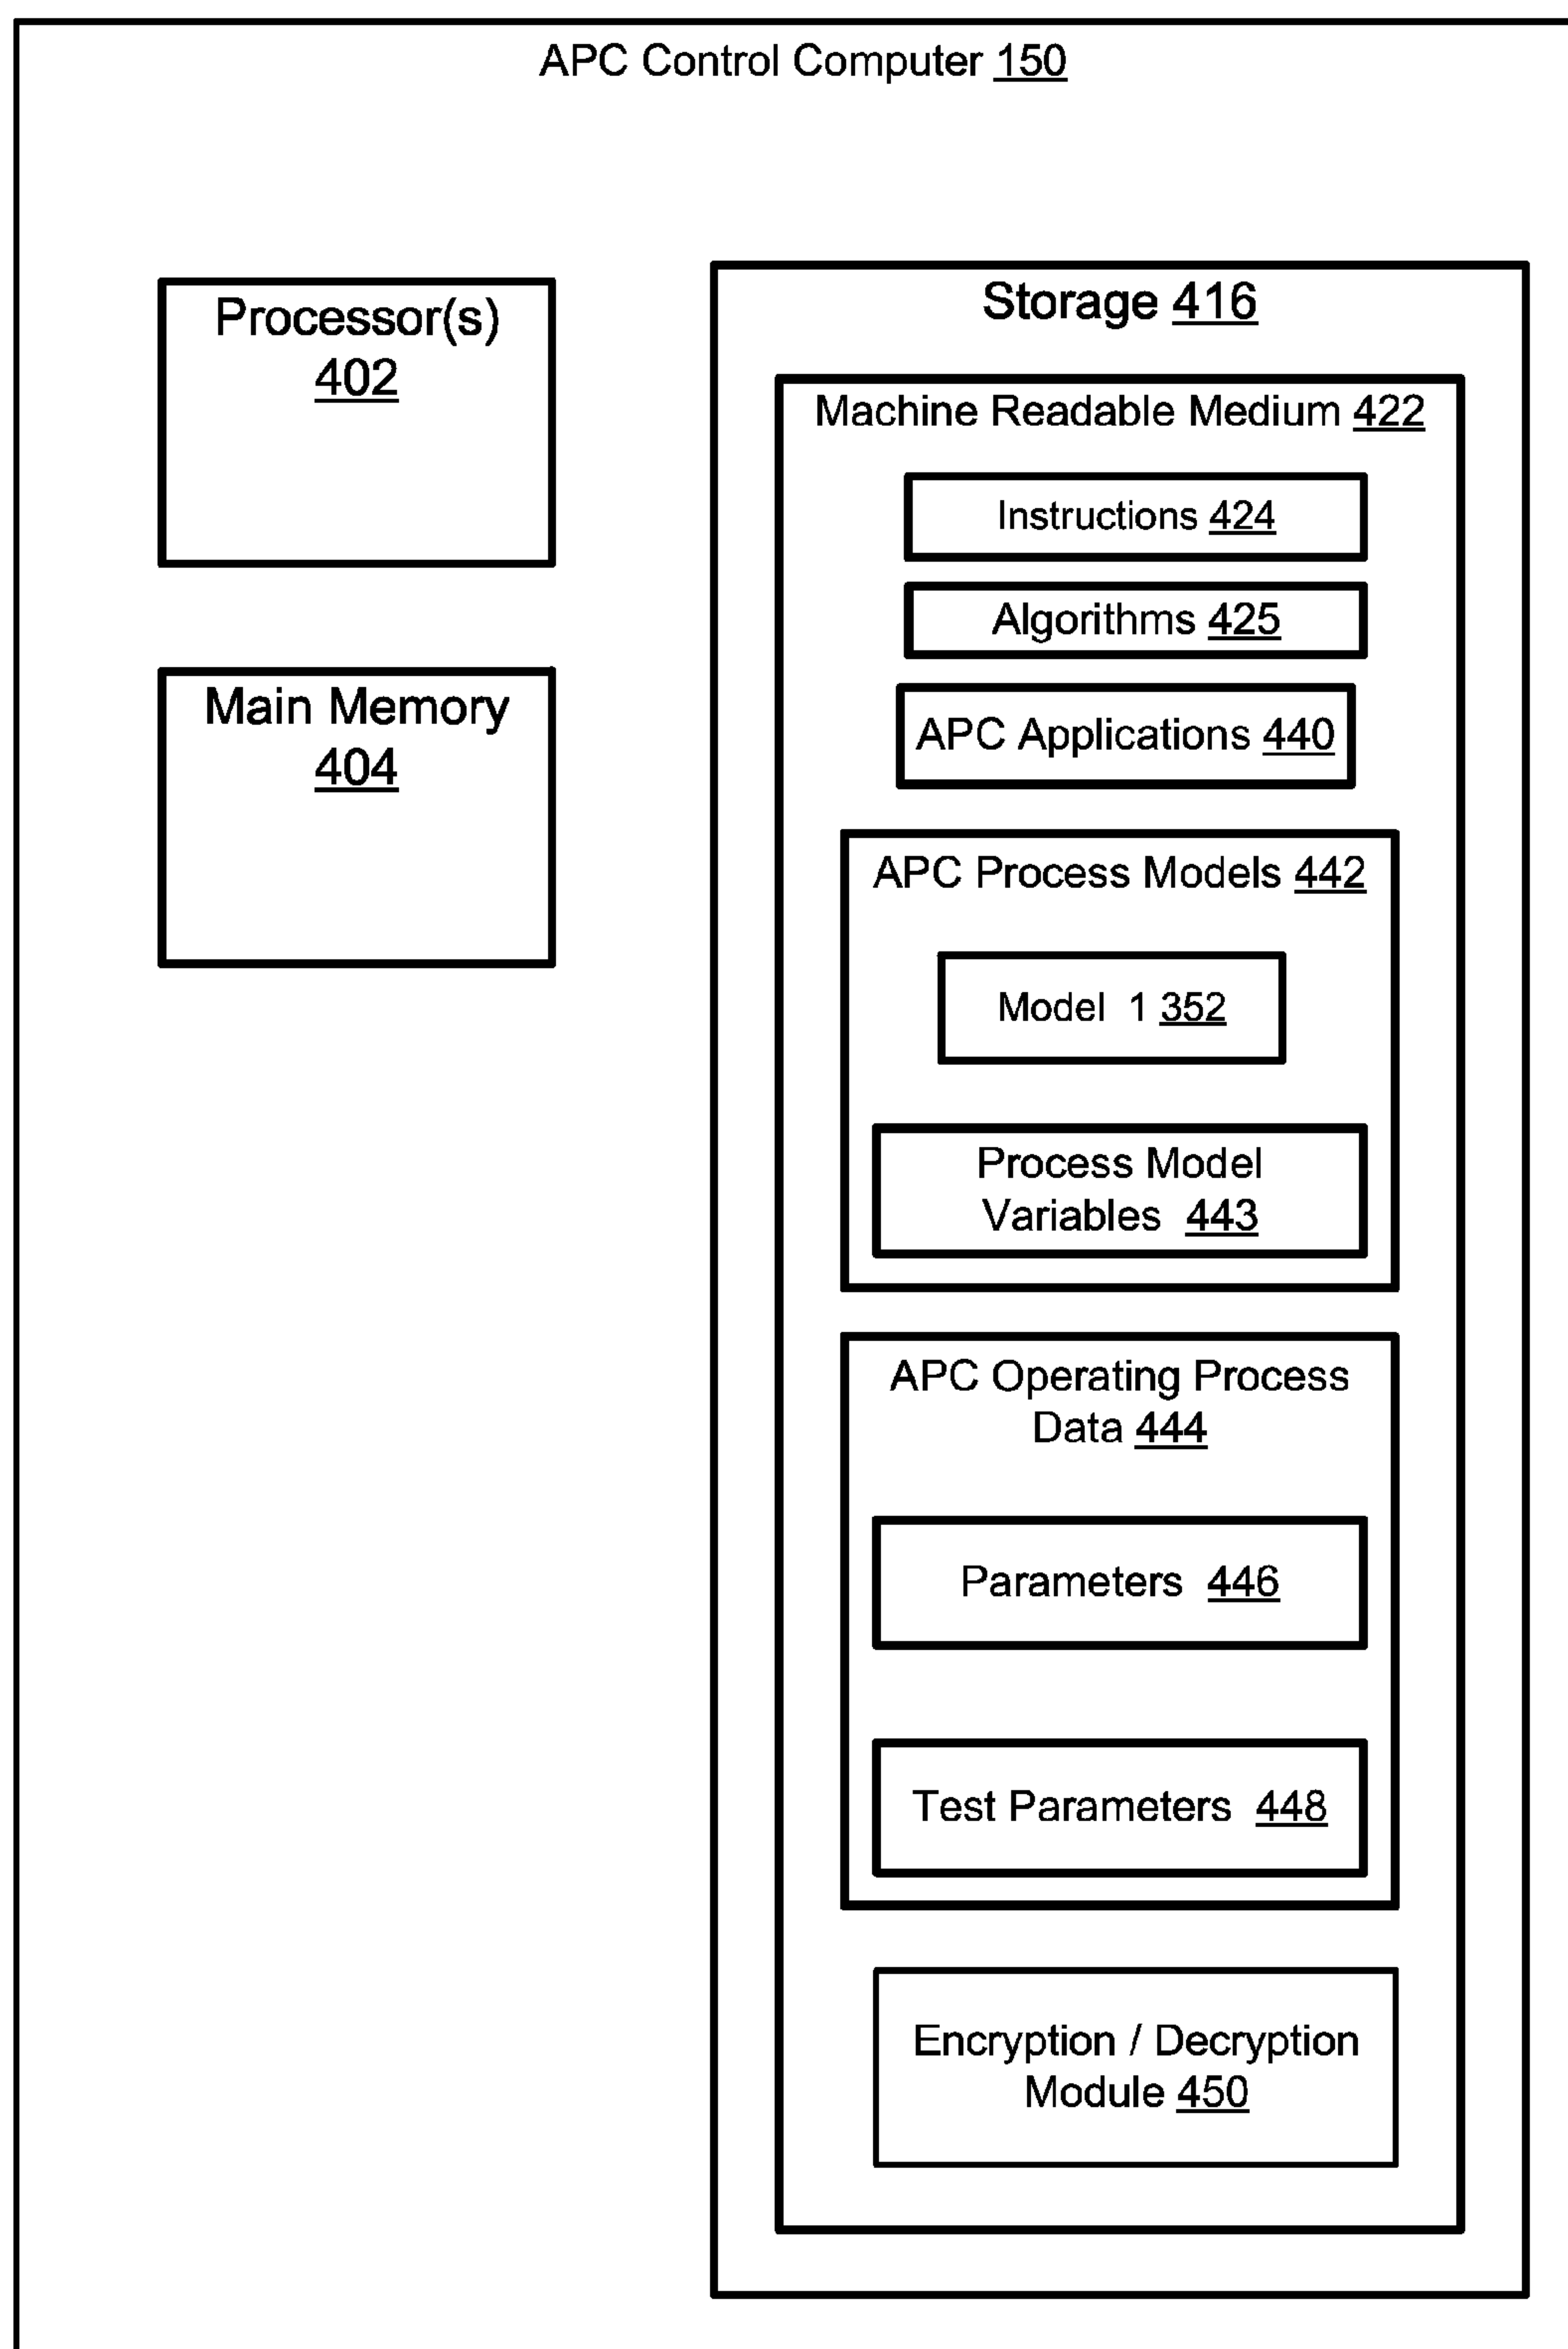 APC Control Computer 150
Processor(s)
402
Main Memory
404
Storage 416
Machine Readable Medium 422
Instructions 424
Algorithms 425
APC Applications 440
APC Process Models 442
Model 1 352
Process Model
Variables 443
APC Operating Process
Data 444
Parameters 446
Test Parameters 448
Encryption / Decryption
Module 450